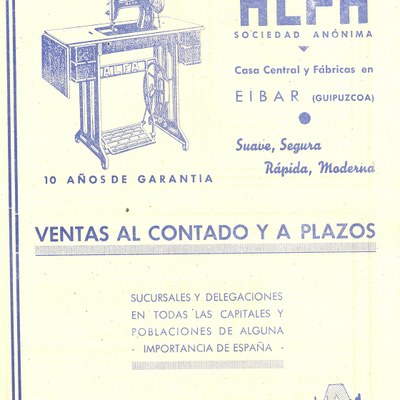 ALFA
SOCIEDAD ANÓNIMA
Casa Central y Fábricas en
EIBAR (GUIPUZCOA)
Suave, Segura
Rápida, Moderna
ALFA
10 AÑOS DE GARANTIA
VENTAS AL CONTADO Y A PLAZOS
SUCURSALES Y DELEGACIONES
EN TODAS LAS CAPITALES Y
POBLACIONES DE ALGUNA
- IMPORTANCIA DE ESPAÑA -